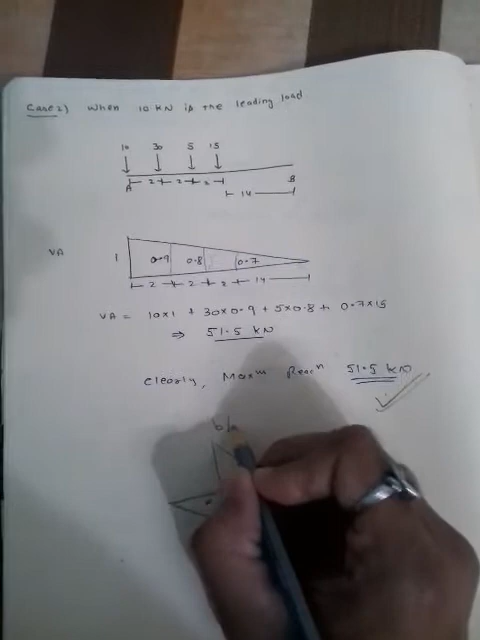 Case 2) When 10 KN is the leading load
10 30 5 15
A 2 2 2 B
14
VA 1 0.9 0.8 0.7
2 2 2 14
VA = 10x1 + 30x0.9 + 5x0.8 + 0.7x15
⇒ 51.5 kN
Clearly, Maxm Reacn 51.5 kN